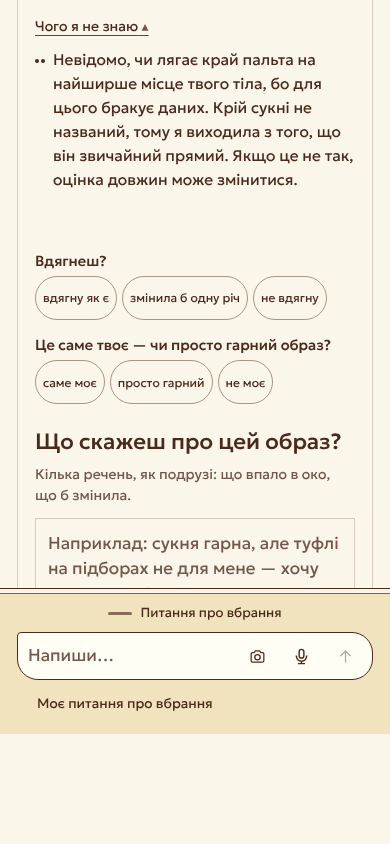 Чого я не знаю ▲
•• Невідомо, чи лягає край пальта на
найширше місце твого тіла, бо для
цього бракує даних. Крій сукні не
названий, тому я виходила з того, що
він звичайний прямий. Якщо це не так,
оцінка довжин може змінитися.
Вдягнеш?
вдягну як є змінила б одну річ не вдягну
Це саме твоє — чи просто гарний образ?
саме моє просто гарний не моє
Що скажеш про цей образ?
Кілька речень, як подрузі: що впало в око,
що б змінила.
Наприклад: сукня гарна, але туфлі
на підборах не для мене — хочу
Питання про вбрання
Напиши...
Моє питання про вбрання